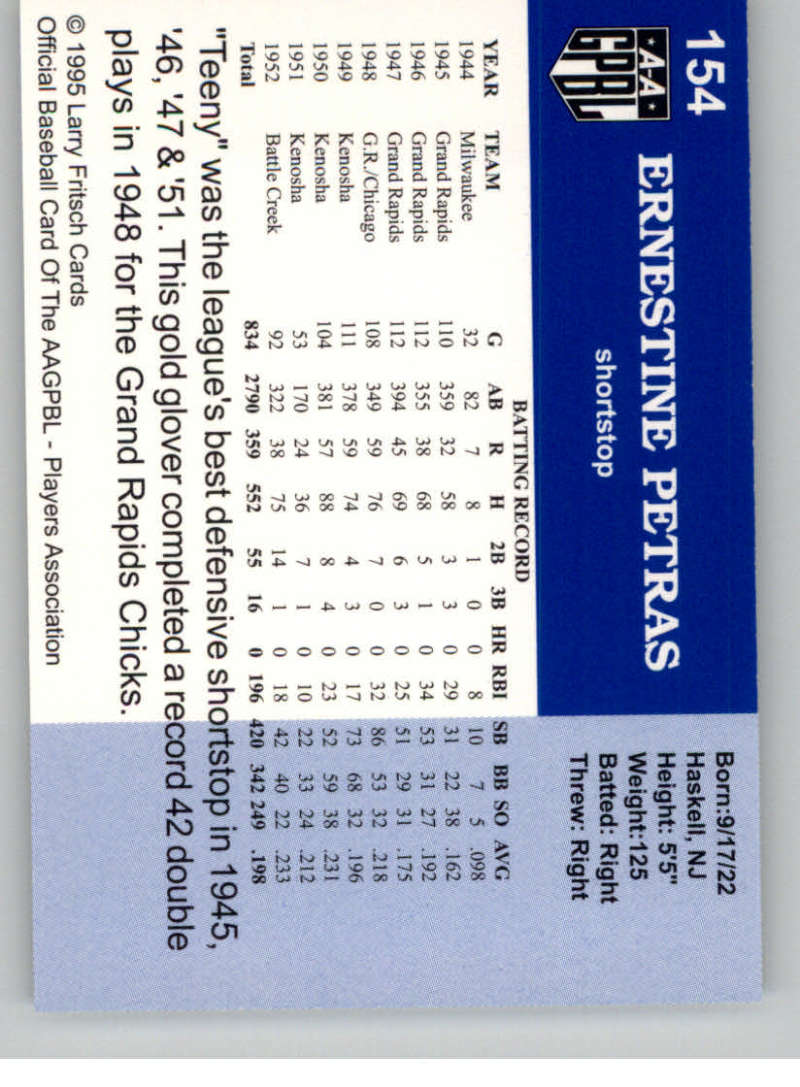 154
ERNESTINE PETRAS
Born:9/17/22
Haskell, NJ
A-A
GPBL
shortstop
Height: 5'5"
Weight:125
Batted: Right
Threw: Right
BATTING RECORD
YEAR TEAM G AB R H 2B 3B HR RBI SB BB SO AVG
1944 Milwaukee 32 82 7 8 1 0 0 8 10 7 5 .098
1945 Grand Rapids 110 359 32 58 3 3 0 29 31 22 38 .162
1946 Grand Rapids 112 355 38 68 5 1 0 34 53 31 27 .192
1947 Grand Rapids 112 394 45 69 6 3 0 25 51 29 31 .175
1948 G.R./Chicago 108 349 59 76 7 0 0 32 86 53 32 .218
1949 Kenosha 111 378 59 74 4 3 0 17 73 68 32 .196
1950 Kenosha 104 381 57 88 8 4 0 23 52 59 38 .231
1951 Kenosha 53 170 24 36 7 1 0 10 22 33 24 .212
1952 Battle Creek 92 322 38 75 14 1 0 18 42 40 22 .233
Total 834 2790 359 552 55 16 0 196 420 342 249 .198
"Teeny" was the league's best defensive shortstop in 1945,
'46, '47 & '51. This gold glover completed a record 42 double
plays in 1948 for the Grand Rapids Chicks.
© 1995 Larry Fritsch Cards
Official Baseball Card Of The AAGPBL - Players Association